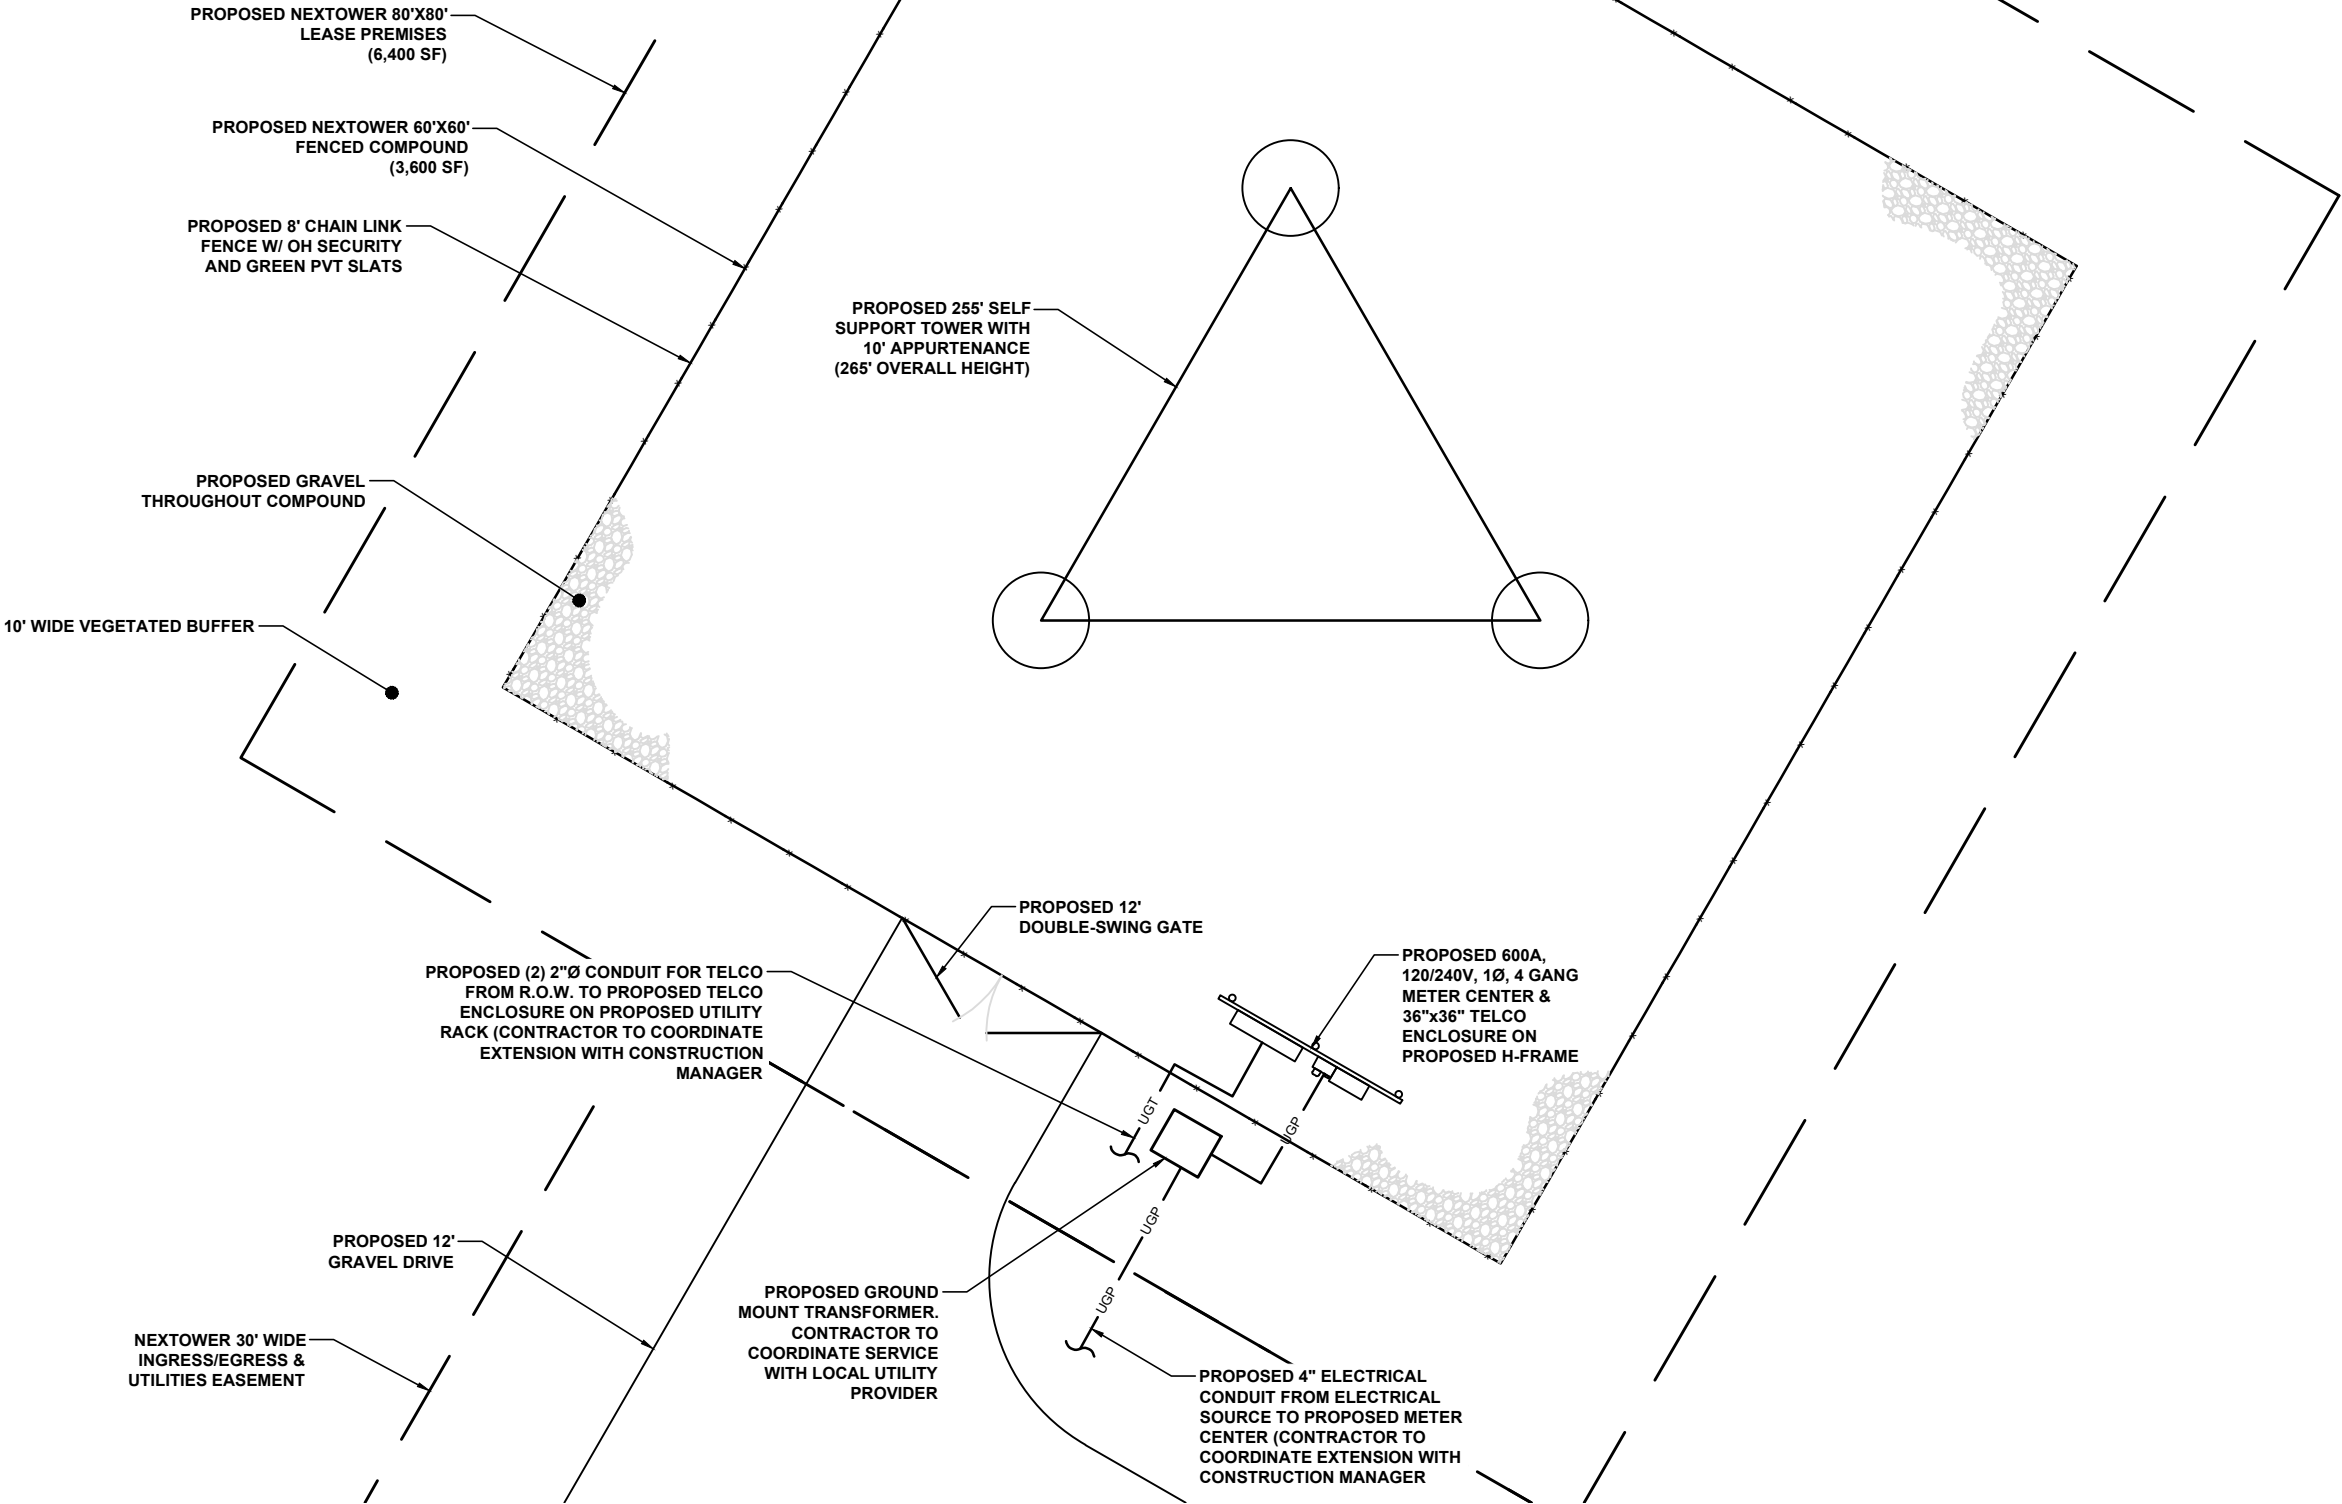 PROPOSED NEXTOWER 80'X80'
LEASE PREMISES
(6,400 SF)
PROPOSED NEXTOWER 60'X60'
FENCED COMPOUND
(3,600 SF)
PROPOSED 8' CHAIN LINK
FENCE W/ OH SECURITY
AND GREEN PVT SLATS
PROPOSED 255' SELF
SUPPORT TOWER WITH
10' APPURTENANCE
(265' OVERALL HEIGHT)
PROPOSED GRAVEL
THROUGHOUT COMPOUND
10' WIDE VEGETATED BUFFER
PROPOSED 12'
DOUBLE-SWING GATE
PROPOSED (2) 2"Ø CONDUIT FOR TELCO
FROM R.O.W. TO PROPOSED TELCO
ENCLOSURE ON PROPOSED UTILITY
RACK (CONTRACTOR TO COORDINATE
EXTENSION WITH CONSTRUCTION
MANAGER
PROPOSED 600A,
120/240V, 1Ø, 4 GANG
METER CENTER &
36"x36" TELCO
ENCLOSURE ON
PROPOSED H-FRAME
UGT
UGP
UGP
UGP
PROPOSED 12'
GRAVEL DRIVE
PROPOSED GROUND
MOUNT TRANSFORMER.
CONTRACTOR TO
COORDINATE SERVICE
WITH LOCAL UTILITY
PROVIDER
NEXTOWER 30' WIDE
INGRESS/EGRESS &
UTILITIES EASEMENT
PROPOSED 4" ELECTRICAL
CONDUIT FROM ELECTRICAL
SOURCE TO PROPOSED METER
CENTER (CONTRACTOR TO
COORDINATE EXTENSION WITH
CONSTRUCTION MANAGER